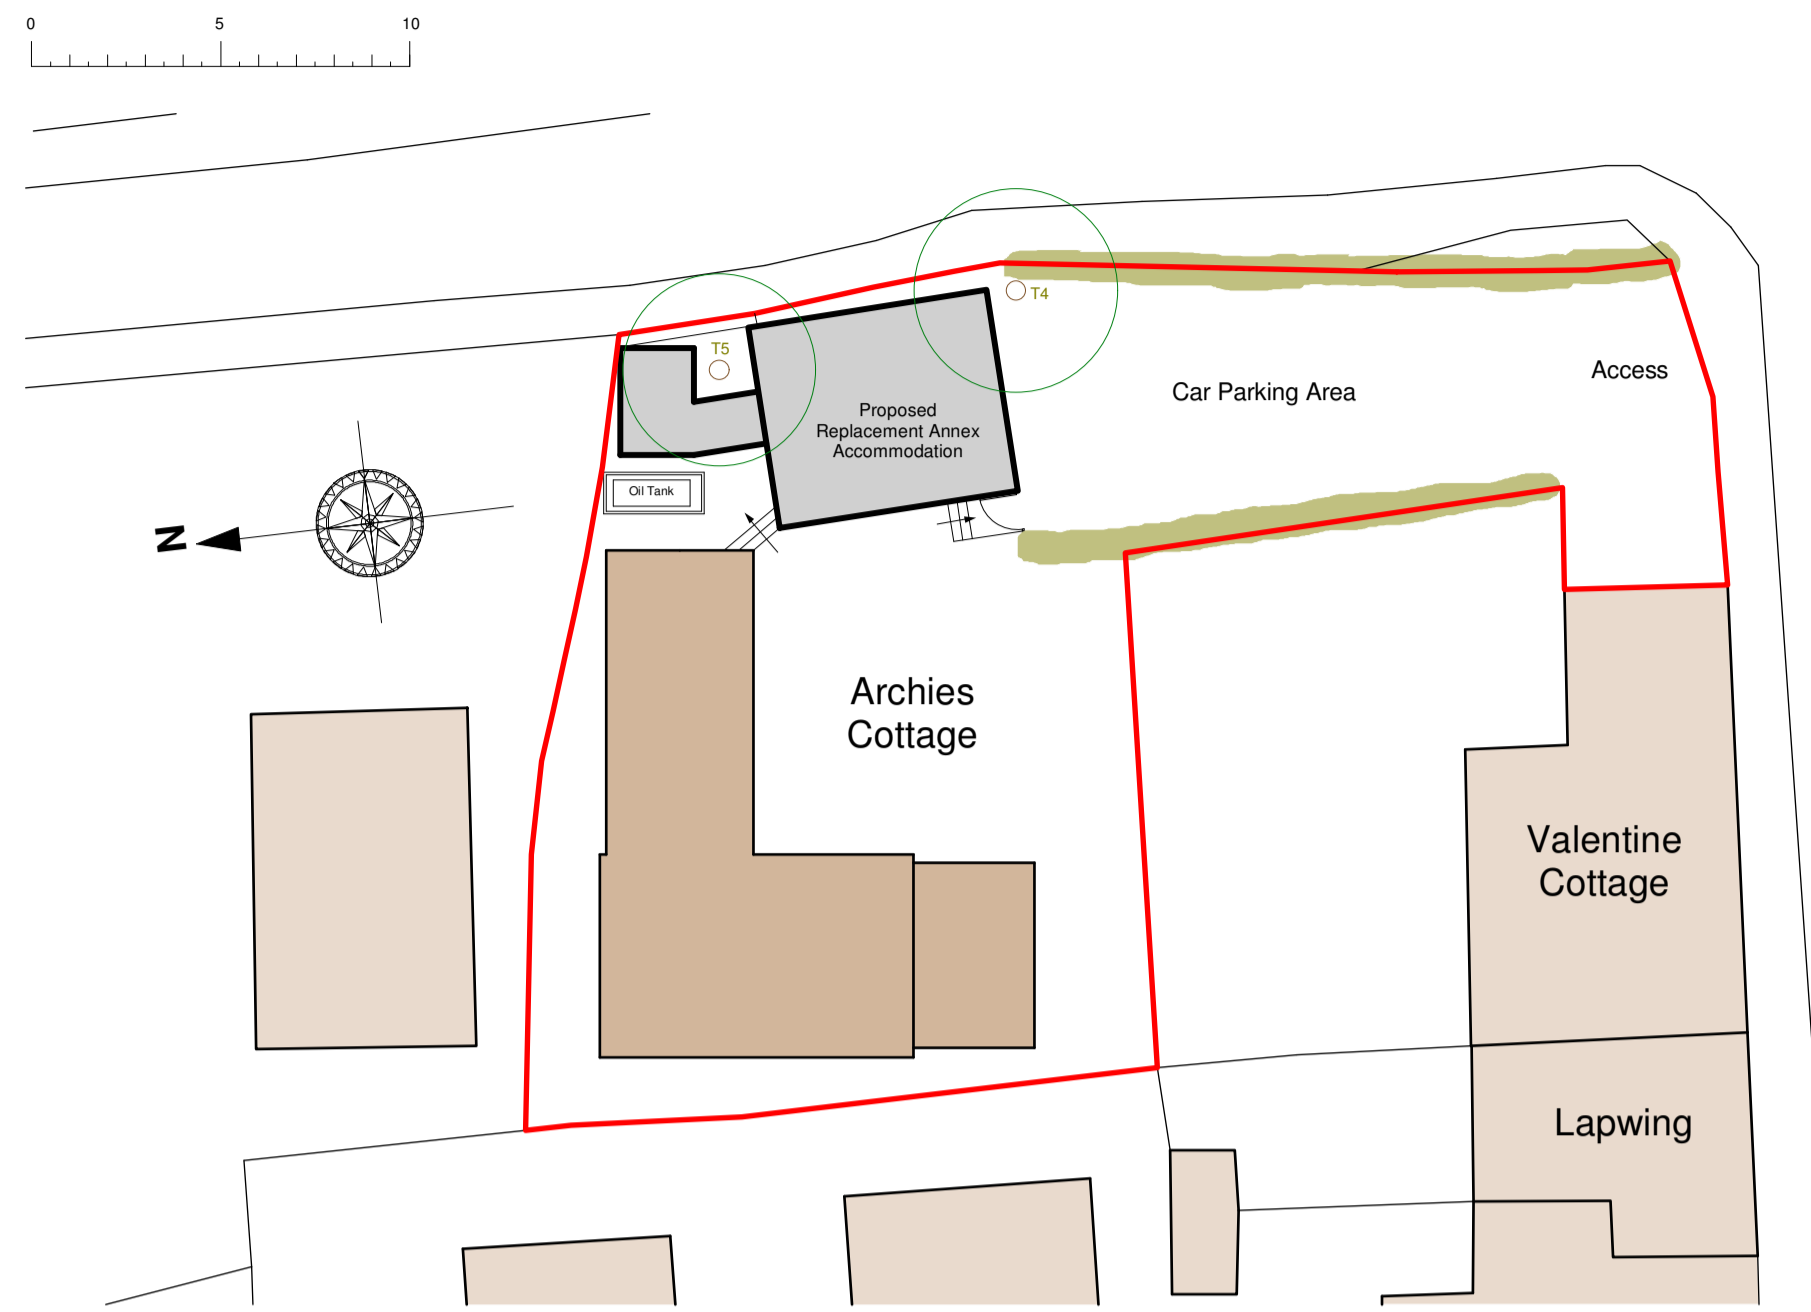 0 5 10
T4
T5
Access
Car Parking Area
Proposed
Replacement Annex
Accommodation
Oil Tank
N
Archies
Cottage
Valentine
Cottage
Lapwing